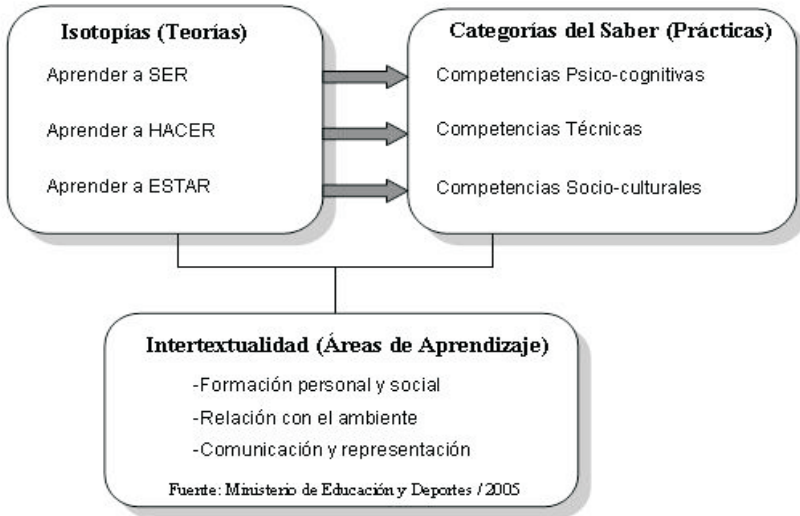 Isotopías (Teorías)
Aprender a SER
Aprender a HACER
Aprender a ESTAR
Categorías del Saber (Prácticas)
Competencias Psico-cognitivas
Competencias Técnicas
Competencias Socio-culturales
Intertextualidad (Áreas de Aprendizaje)
-Formación personal y social
-Relación con el ambiente
-Comunicación y representación
Fuente: Ministerio de Educación y Deportes / 2005